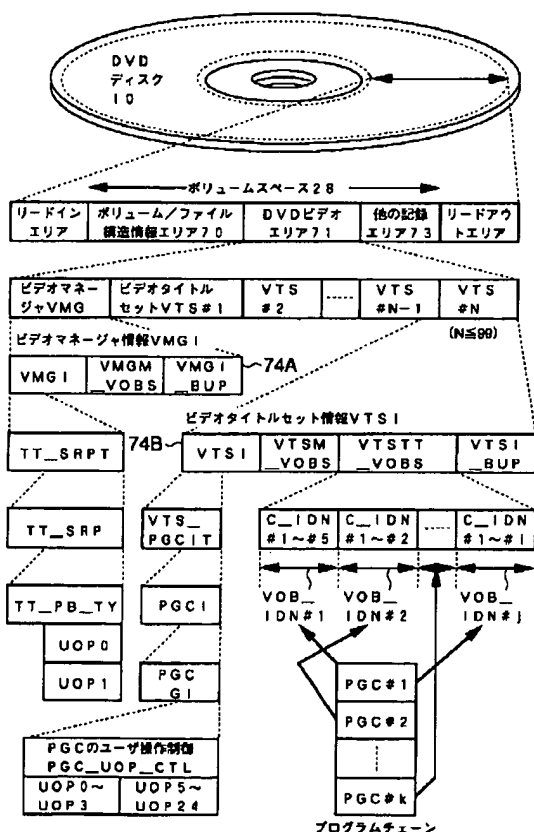 DVD
ディスク
10
ボリュームスペース28
リードイン
エリア
ボリューム/ファイル
構造情報エリア70
DVDビデオ
エリア71
他の記録
エリア73
リードアウ
トエリア
ビデオマネー
ジャVMG
ビデオタイトル
セットVTS#1
VTS
#2
VTS
#N-1
VTS
#N
(N≦99)
ビデオマネージャ情報VMGI
VMGI
VMGM
_VOBS
VMGI
_BUP
74A
ビデオタイトルセット情報VTSI
74B
VTSI
VTSM
_VOBS
VTSTT
_VOBS
VTSI
_BUP
TT_SRPT
TT_SRP
TT_PB_TY
UOP0
UOP1
VTS_
PGCIT
PGCI
PGC
GI
PGCのユーザ操作制御
PGC_UOP_CTL
UOP0~
UOP3
UOP5~
UOP24
C_IDN
#1~#5
C_IDN
#1~#2
C_IDN
#1~#i
VOB_
IDN#1
VOB_
IDN#2
VOB_
IDN#j
PGC#1
PGC#2
PGC#k
プログラムチェーン